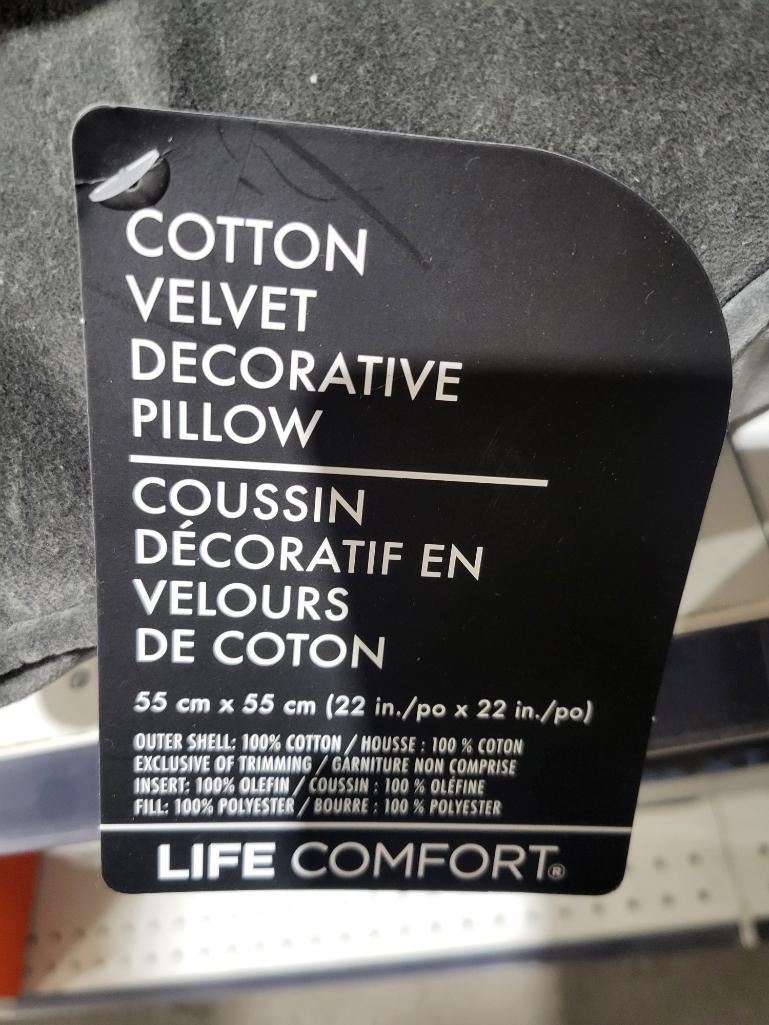 COTTON
VELVET
DECORATIVE
PILLOW
COUSSIN
DÉCORATIF EN
VELOURS
DE COTON
55 cm x 55 cm (22 in./po x 22 in./po)
OUTER SHELL: 100% COTTON / HOUSSE : 100 % COTON
EXCLUSIVE OF TRIMMING / GARNITURE NON COMPRISE
INSERT: 100% OLEFIN / COUSSIN : 100 % OLÉFINE
FILL: 100% POLYESTER / BOURRE : 100 % POLYESTER
LIFE COMFORT®